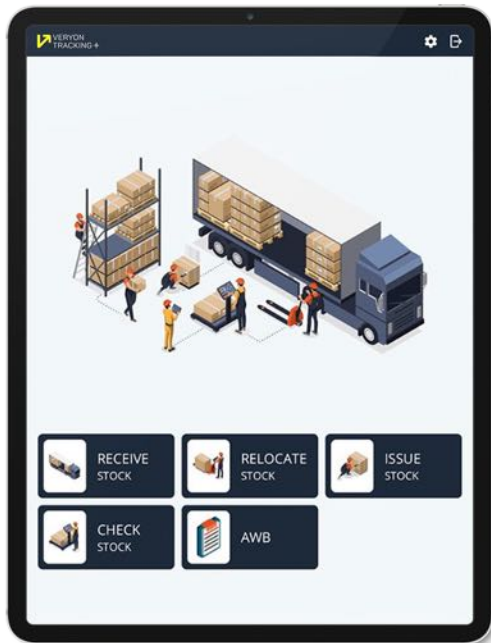 VERYON
TRACKING+
RECEIVE
STOCK
RELOCATE
STOCK
ISSUE
STOCK
CHECK
STOCK
AWB